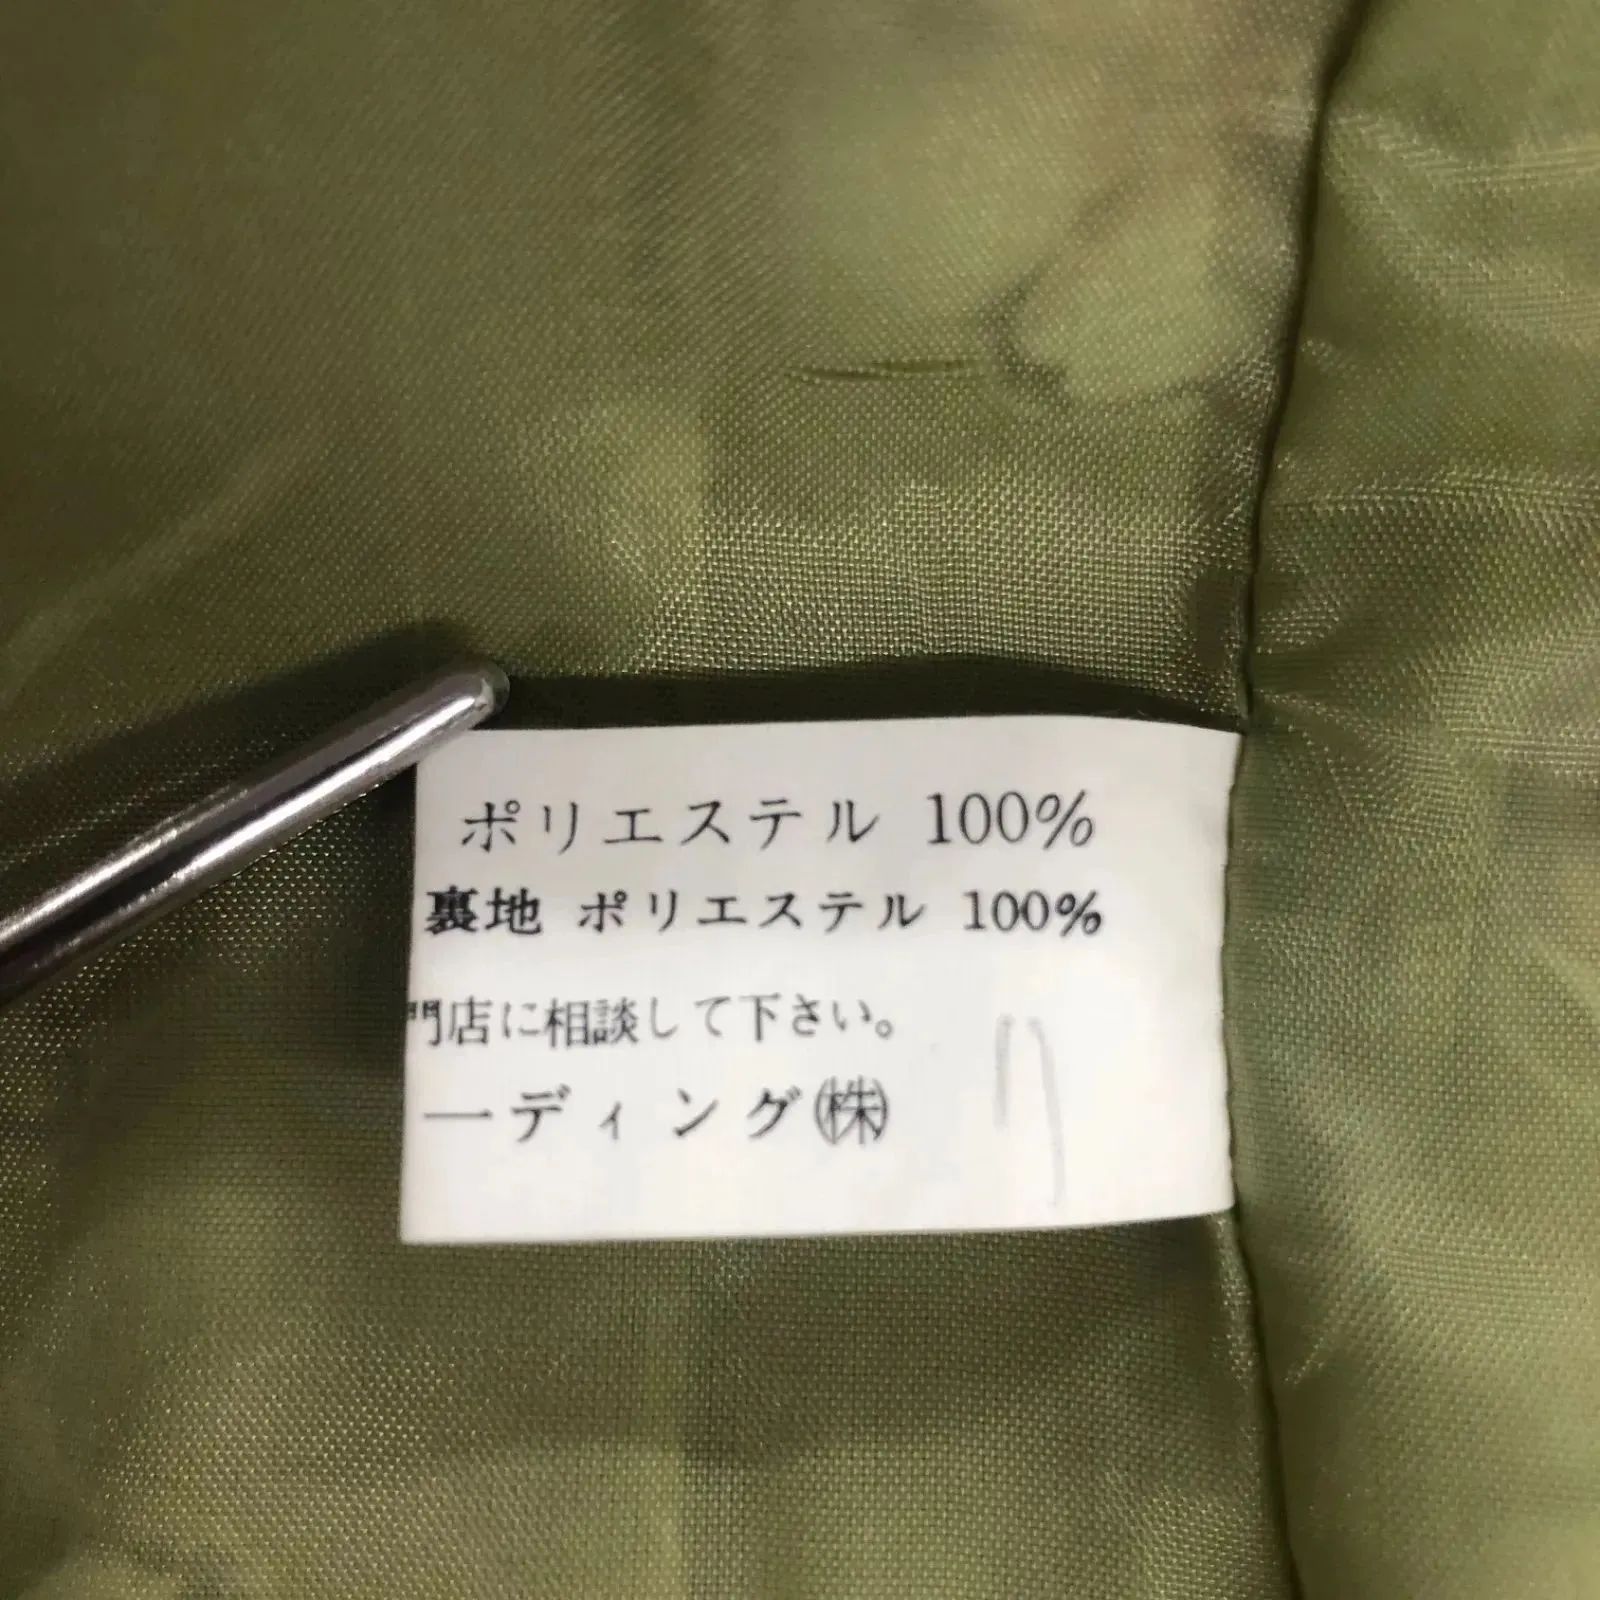 ポリエステル 100%
裏地 ポリエステル 100%
門店に相談して下さい。
ーディング㈱